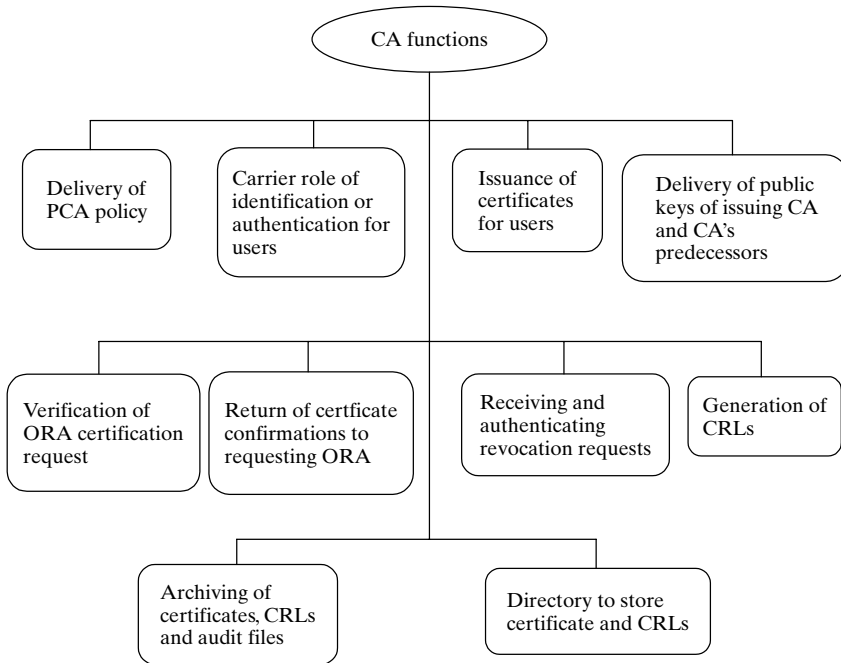 CA functions
Delivery of
PCA policy
Carrier role of
identification or
authentication for
users
Issuance of
certificates
for users
Delivery of public
keys of issuing CA
and CA's
predecessors
Verification of
ORA certification
request
Return of certficate
confirmations to
requesting ORA
Receiving and
authenticating
revocation requests
Generation of
CRLs
Archiving of
certificates, CRLs
and audit files
Directory to store
certificate and CRLs